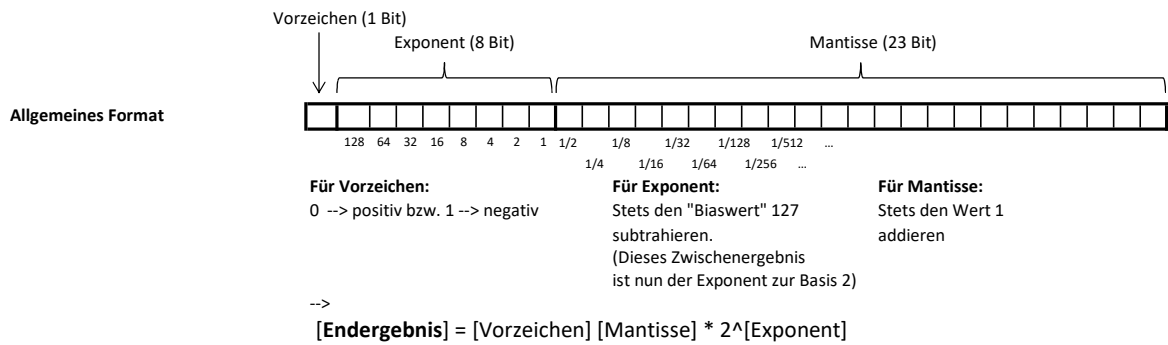 Vorzeichen (1 Bit)
Exponent (8 Bit)
Mantisse (23 Bit)
Allgemeines Format
128 64 32 16 8 4 2 1 1/2 1/8 1/32 1/128 1/512 ...
1/4 1/16 1/64 1/256 ...
Für Vorzeichen:
0 --> positiv bzw. 1 --> negativ
Für Exponent:
Stets den "Biaswert" 127
subtrahieren.
(Dieses Zwischenergebnis
ist nun der Exponent zur Basis 2)
Für Mantisse:
Stets den Wert 1
addieren
-->
[Endergebnis] = [Vorzeichen] [Mantisse] * 2^[Exponent]